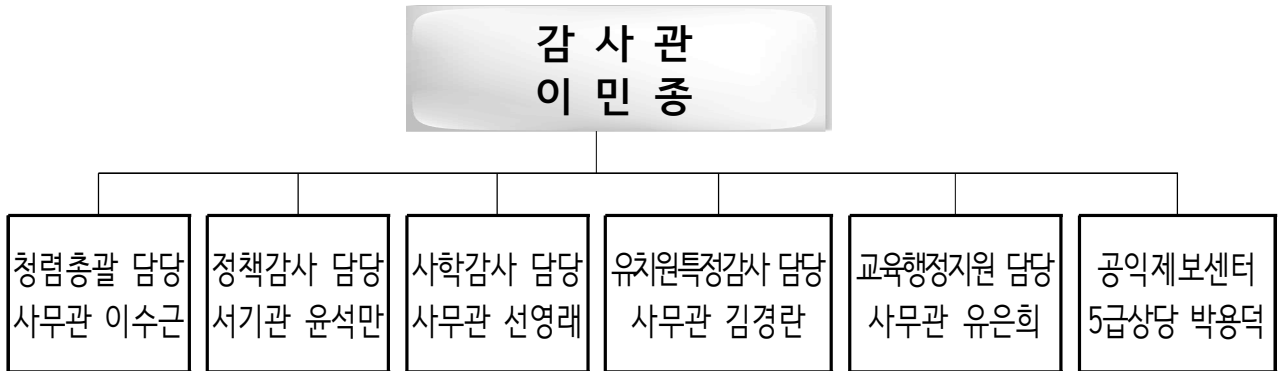 감 사 관
이 민 종
청렴총괄 담당
사무관 이수근
정책감사 담당
서기관 윤석만
사학감사 담당
사무관 선영래
유치원특정감사 담당
사무관 김경란
교육행정지원 담당
사무관 유은희
공익제보센터
5급상당 박용덕